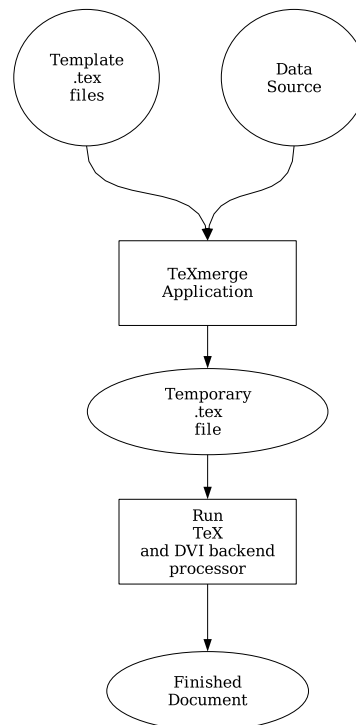 Template
.tex
files
Data
Source
TeXmerge
Application
Temporary
.tex
file
Run
TeX
and DVI backend
processor
Finished
Document